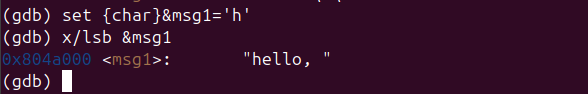 (gdb) set {char}&msg1='h'
(gdb) x/lsb &msg1
0x804a000 <msg1>: "hello, "
(gdb)